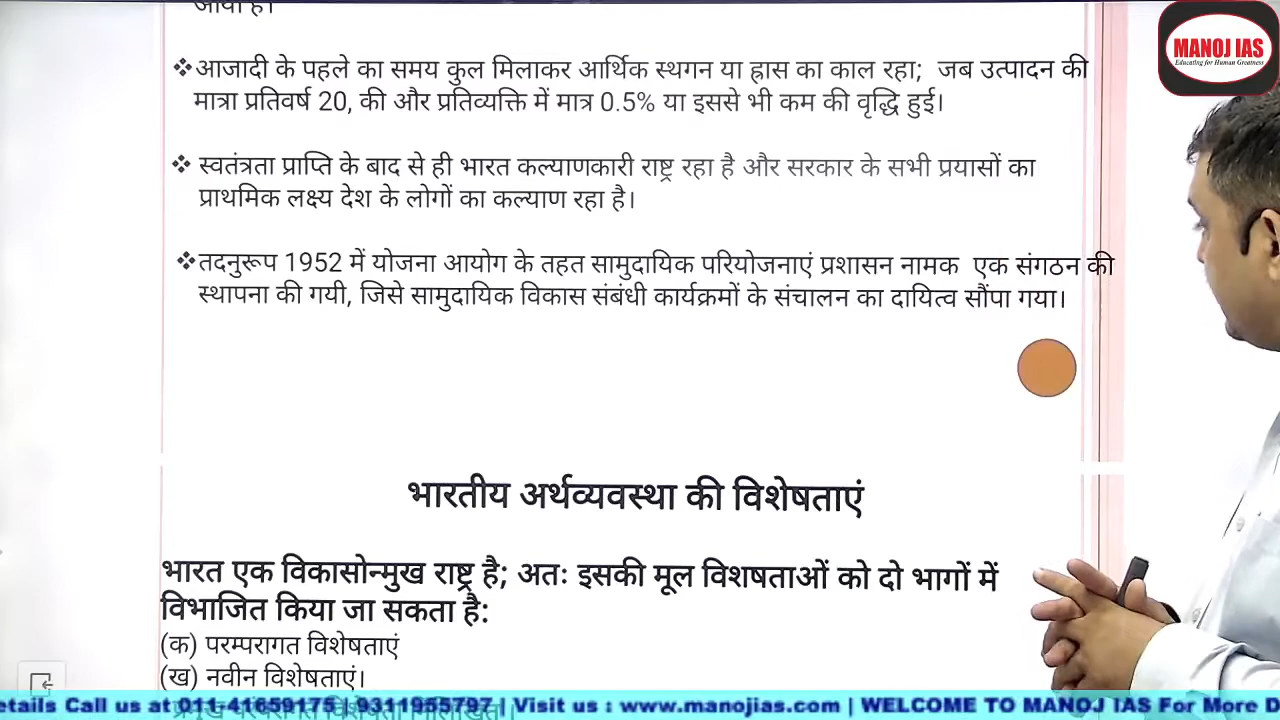 ❖आजादी के पहले का समय कुल मिलाकर आर्थिक स्थगन या ह्रास का काल रहा; जब उत्पादन की
मात्रा प्रतिवर्ष 20, की और प्रतिव्यक्ति में मात्र 0.5% या इससे भी कम की वृद्धि हुई।
❖ स्वतंत्रता प्राप्ति के बाद से ही भारत कल्याणकारी राष्ट्र रहा है और सरकार के सभी प्रयासों का
प्राथमिक लक्ष्य देश के लोगों का कल्याण रहा है।
❖तदनुरूप 1952 में योजना आयोग के तहत सामुदायिक परियोजनाएं प्रशासन नामक एक संगठन की
स्थापना की गयी, जिसे सामुदायिक विकास संबंधी कार्यक्रमों के संचालन का दायित्व सौंपा गया।
भारतीय अर्थव्यवस्था की विशेषताएं
भारत एक विकासोन्मुख राष्ट्र है; अतः इसकी मूल विशषताओं को दो भागों में
विभाजित किया जा सकता है:
(क) परम्परागत विशेषताएं
(ख) नवीन विशेषताएं।
MANOJ IAS
Educating for Human Greatness
etails Call us at 011-41659175 | 9311955797 | Visit us : www.manojias.com | WELCOME TO MANOJ IAS For More D